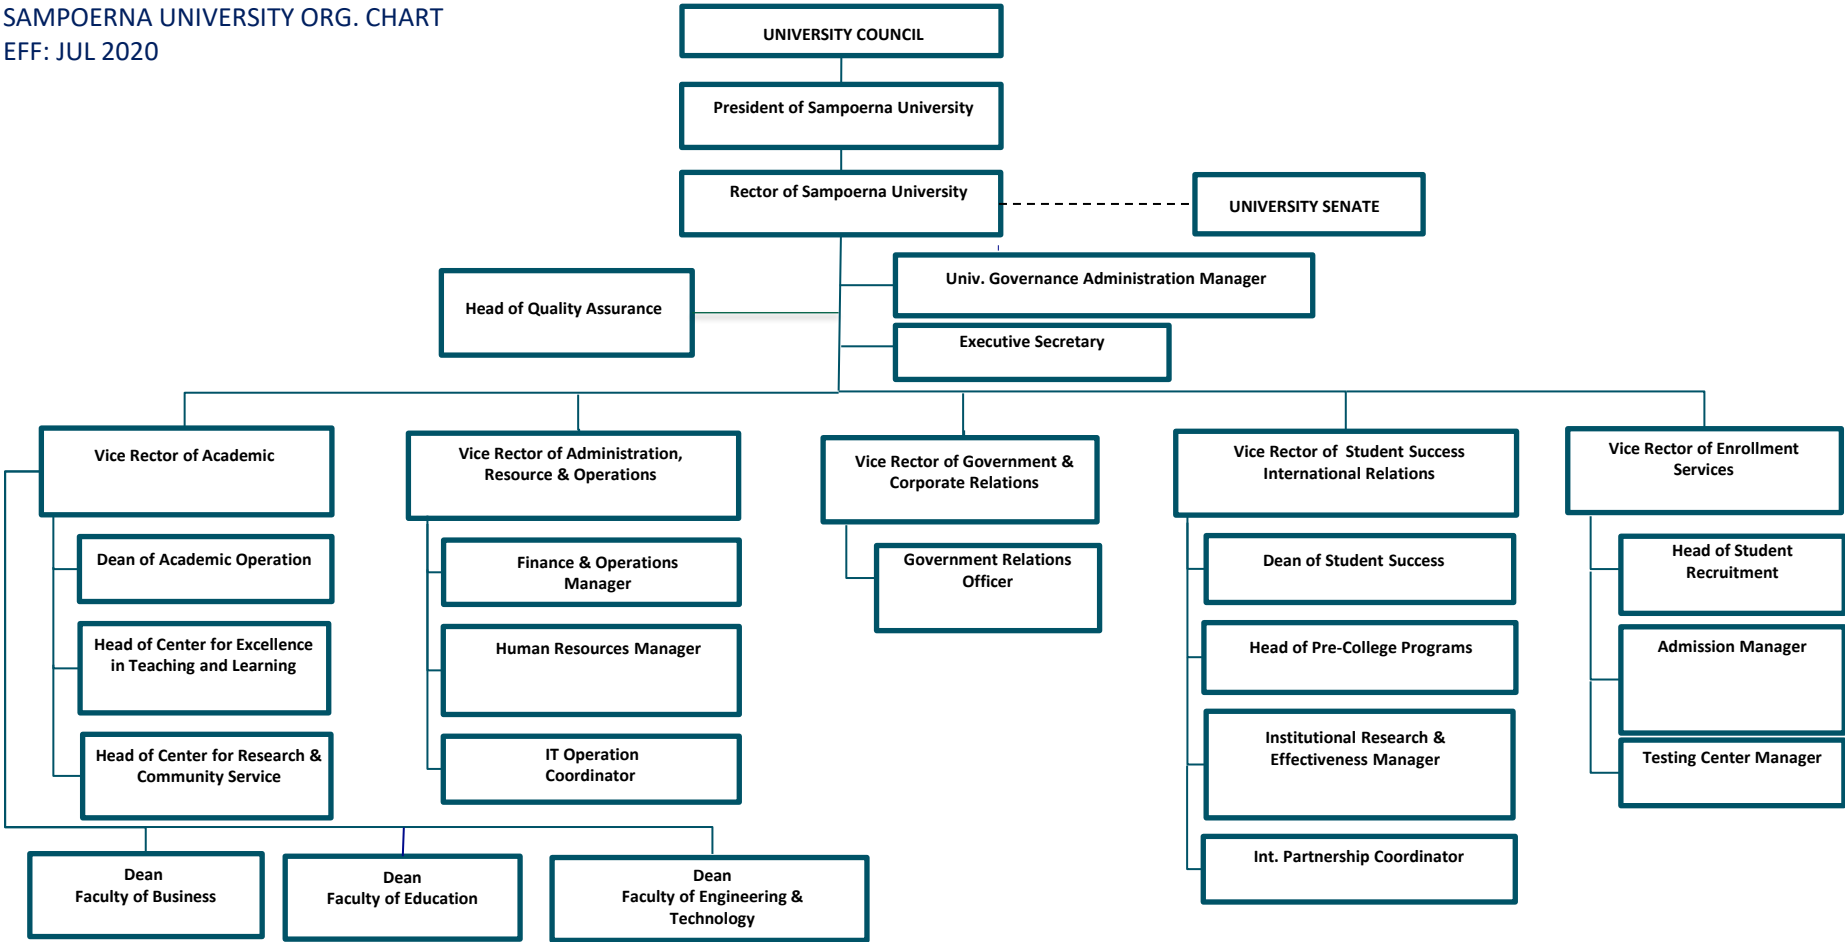 SAMPOERNA UNIVERSITY ORG. CHART
EFF: JUL 2020
UNIVERSITY COUNCIL
President of Sampoerna University
Rector of Sampoerna University
UNIVERSITY SENATE
Univ. Governance Administration Manager
Head of Quality Assurance
Executive Secretary
Vice Rector of Academic
Dean of Academic Operation
Head of Center for Excellence
in Teaching and Learning
Head of Center for Research &
Community Service
Dean
Faculty of Business
Dean
Faculty of Education
Dean
Faculty of Engineering &
Technology
Vice Rector of Administration,
Resource & Operations
Finance & Operations
Manager
Human Resources Manager
IT Operation
Coordinator
Vice Rector of Government &
Corporate Relations
Government Relations
Officer
Vice Rector of Student Success
International Relations
Dean of Student Success
Head of Pre-College Programs
Institutional Research &
Effectiveness Manager
Int. Partnership Coordinator
Vice Rector of Enrollment
Services
Head of Student
Recruitment
Admission Manager
Testing Center Manager